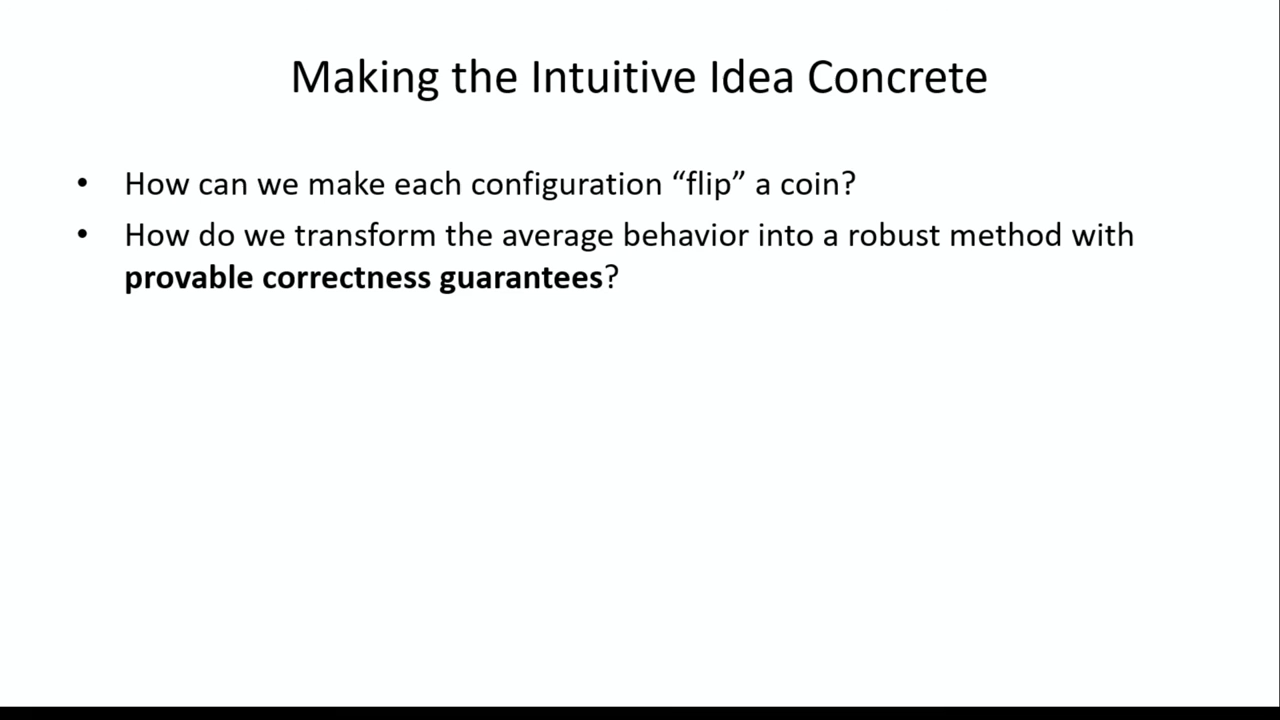 Making the Intuitive Idea Concrete
• How can we make each configuration “flip” a coin?
• How do we transform the average behavior into a robust method with
provable correctness guarantees?